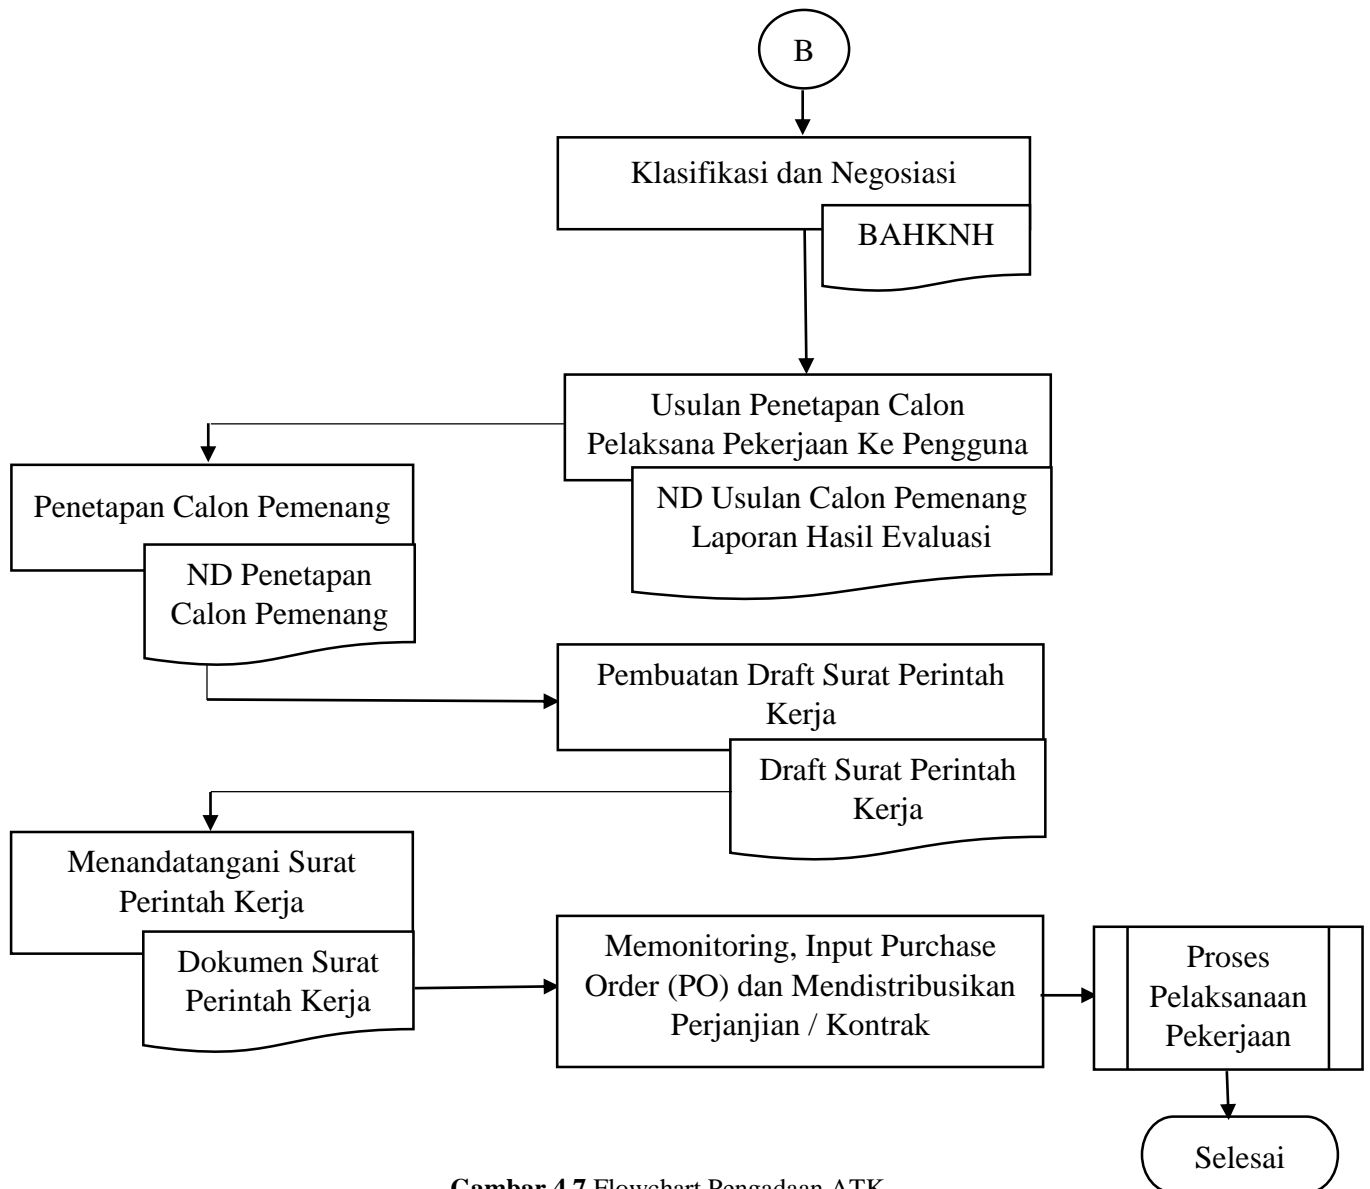 B
Klasifikasi dan Negosiasi
BAHKNH
Usulan Penetapan Calon
Pelaksana Pekerjaan Ke Pengguna
ND Usulan Calon Pemenang
Laporan Hasil Evaluasi
Penetapan Calon Pemenang
ND Penetapan
Calon Pemenang
Pembuatan Draft Surat Perintah
Kerja
Draft Surat Perintah
Kerja
Menandatangani Surat
Perintah Kerja
Dokumen Surat
Perintah Kerja
Memonitoring, Input Purchase
Order (PO) dan Mendistribusikan
Perjanjian / Kontrak
Proses
Pelaksanaan
Pekerjaan
Selesai
Gambar 4.7 Flowchart Pengadaan ATK